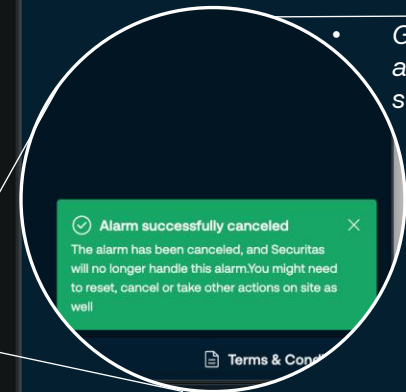 Alarm successfully canceled
The alarm has been canceled, and Securitas
will no longer handle this alarm.You might need
to reset, cancel or take other actions on site as
well
Terms &